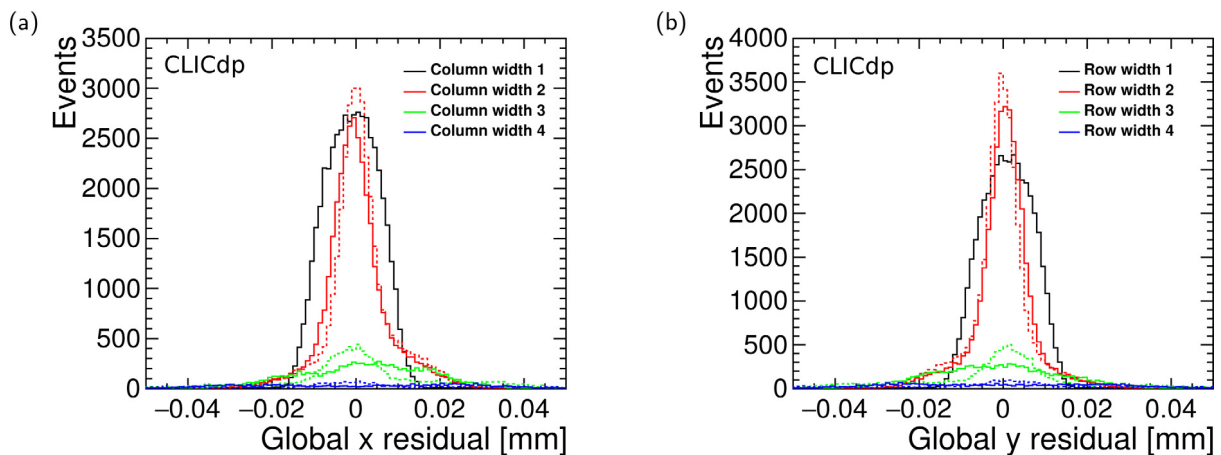 (a)
3500
3000
2500
2000
1500
1000
500
0
Events
CLICdp
Column width 1
Column width 2
Column width 3
Column width 4
−0.04 −0.02 0 0.02 0.04
Global x residual [mm]
(b)
4000
3500
3000
2500
2000
1500
1000
500
0
Events
CLICdp
Row width 1
Row width 2
Row width 3
Row width 4
−0.04 −0.02 0 0.02 0.04
Global y residual [mm]